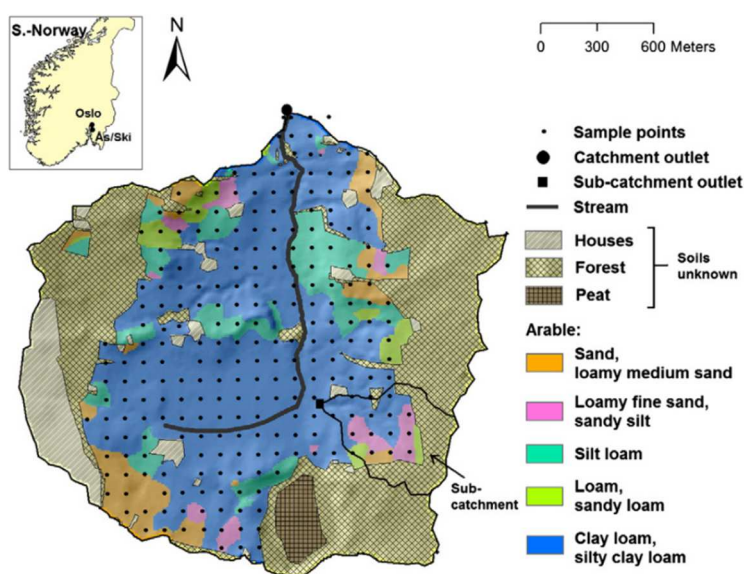 S.-Norway
Oslo
Ås/Ski
N
0 300 600 Meters
Sample points
Catchment outlet
Sub-catchment outlet
Stream
Houses
Forest
Peat
Soils
unknown
Arable:
Sand,
loamy medium sand
Loamy fine sand,
sandy silt
Silt loam
Loam,
sandy loam
Clay loam,
silty clay loam
Sub-
catchment